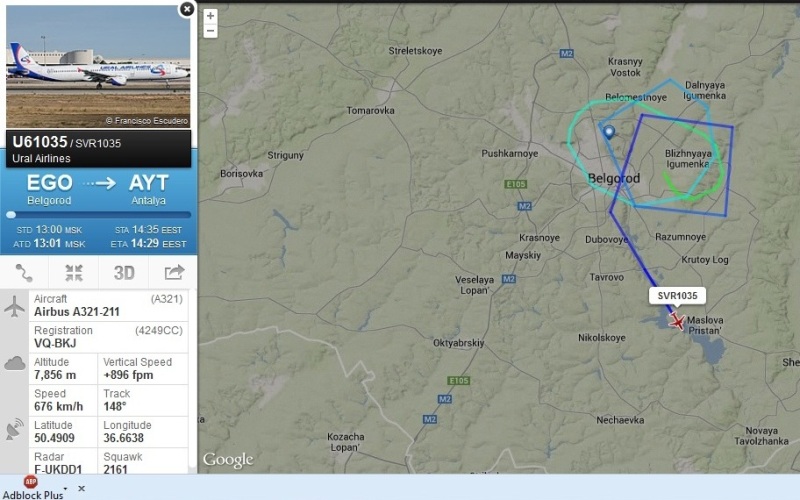 URAL AIRLINES
© Francisco Escudero
U61035 / SVR1035
Ural Airlines
EGO AYT
Belgorod Antalya
STD 13:00 MSK STA 14:35 EEST
ATD 13:01 MSK ETA 14:29 EEST
3D
Aircraft (A321)
Airbus A321-211
Registration (4249CC)
VQ-BKJ
Altitude Vertical Speed
7,856 m +896 fpm
Speed Track
676 km/h 148°
Latitude Longitude
50.4909 36.6638
Radar Squawk
F-UKDD1 2161
ABP
Adblock Plus
+
−
Streletskoye
M2
Krasnyy
Vostok
Dalnyaya
Igumenka
Belomestnoye
Tomarovka
Striguny
Pushkarnoye
Blizhnyaya
Igumenka
Borisovka
E105
Belgorod
M2
Krasnoye
Dubovoye
Razumnoye
Mayskiy
Krutoy Log
Veselaya
Lopan'
M2
Tavrovo
SVR1035
Maslova
Pristan'
Nikolskoye
Oktyabrskiy
She
E105
M2
M2
Nechaevka
Novaya
Tavolzhanka
Kozacha
Lopan'
Google